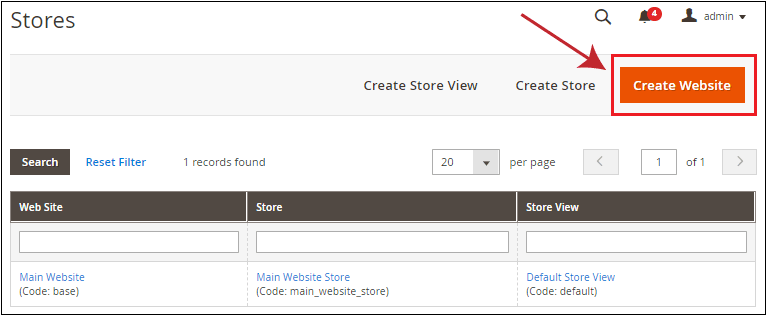 Stores
4
admin
Create Store View
Create Store
Create Website
Search
Reset Filter
1 records found
20
per page
1
of 1
Web Site
Store
Store View
Main Website
(Code: base)
Main Website Store
(Code: main_website_store)
Default Store View
(Code: default)